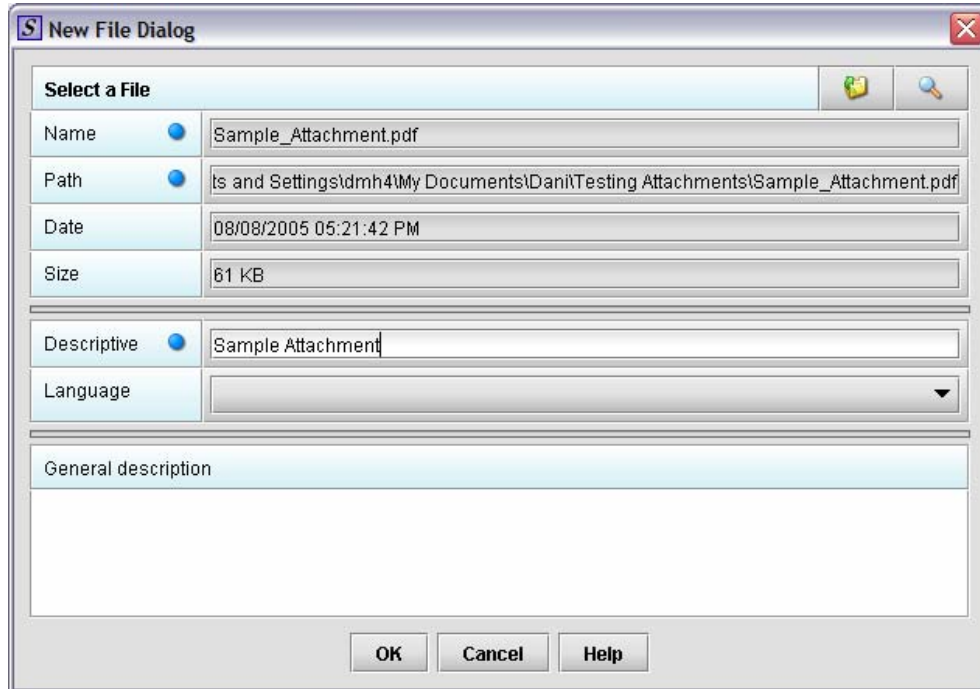 S New File Dialog
Select a File
Name Sample_Attachment.pdf
Path ts and Settings\dmh4\My Documents\Dani\Testing Attachments\Sample_Attachment.pdf
Date 08/08/2005 05:21:42 PM
Size 61 KB
Descriptive Sample Attachment
Language
General description
OK Cancel Help